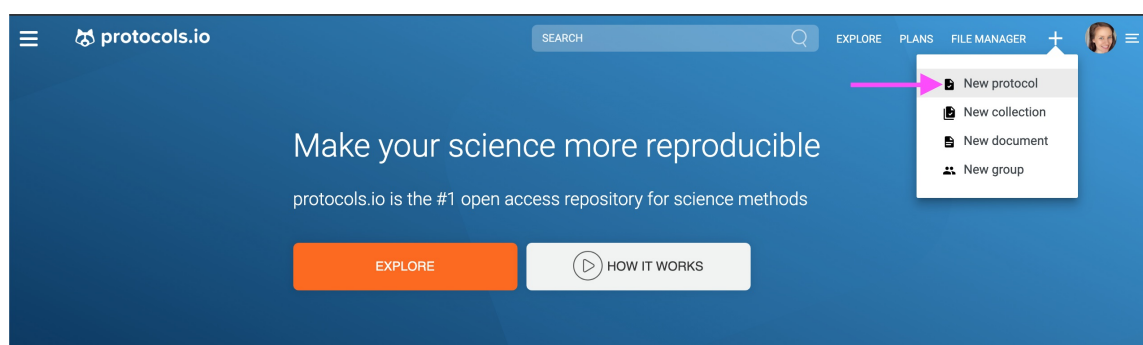 protocols.io
SEARCH
EXPLORE
PLANS
FILE MANAGER
New protocol
New collection
New document
New group
Make your science more reproducible
protocols.io is the #1 open access repository for science methods
EXPLORE
HOW IT WORKS